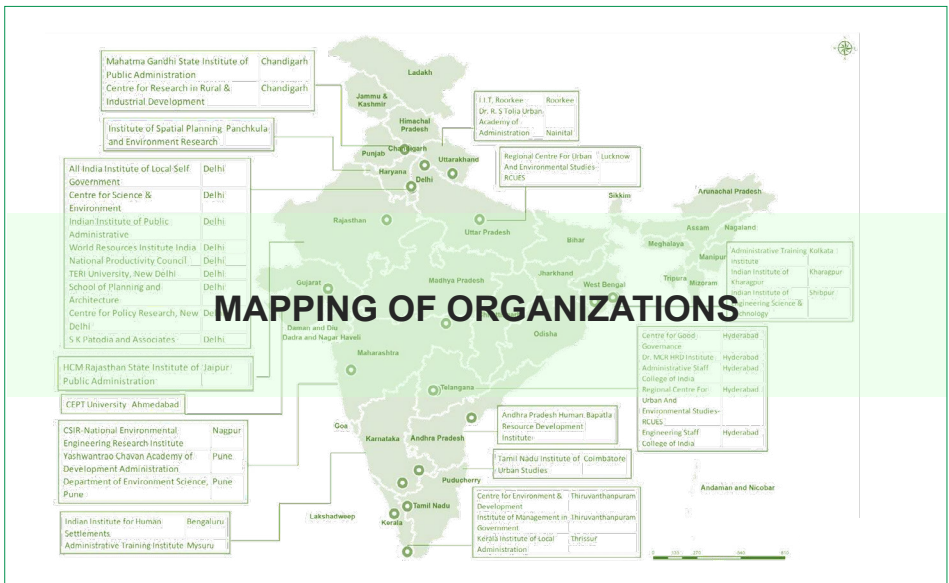 Mahatma Gandhi State Institute of Chandigarh
Public Administration
Centre for Research in Rural & Chandigarh
Industrial Development
Institute of Spatial Planning Panchkula
and Environment Research
All India Institute of Local Self Delhi
Government
Centre for Science & Delhi
Environment
Indian Institute of Public Delhi
Administrative
World Resources Institute India Delhi
National Productivity Council Delhi
TERI University, New Delhi Delhi
School of Planning and Delhi
Architecture
Centre for Policy Research, New
Delhi
S K Patodia and Associates Delhi
HCM Rajasthan State Institute of Jaipur
Public Administration
CEPT University Ahmedabad
CSIR-National Environmental Nagpur
Engineering Research Institute
Yashwantrao Chavan Academy of Pune
Development Administration
Department of Environment Science, Pune
Pune
Indian Institute for Human Bengaluru
Settlements
Administrative Training Institute Mysuru
Ladakh
Jammu &
Kashmir
Himachal
Pradesh
Punjab
Chandigarh
Uttarakhand
Haryana
Delhi
Rajasthan
Uttar Pradesh
Bihar
Sikkim
Arunachal Pradesh
Assam
Nagaland
Meghalaya
Manipur
Tripura
Mizoram
Gujarat
Madhya Pradesh
Jharkhand
West Bengal
MAPPING OF ORGANIZATIONS
Daman and Diu
Dadra and Nagar Haveli
Odisha
Maharashtra
Telangana
Goa
Karnataka
Andhra Pradesh
Puducherry
Tamil Nadu
Lakshadweep
Kerala
Andaman and Nicobar
I.I.T, Roorkee Roorkee
Dr. R. S Tolia Urban
Academy of
Administration Nainital
Regional Centre For Urban Lucknow
And Environmental Studies-
RCUES
Administrative Training Kolkata
Institute
Indian Institute of Kharagpur
Kharagpur
Indian Institute of Shibpur
Engineering Science &
Technology
Centre for Good Hyderabad
Governance
Dr. MCR HRD Institute Hyderabad
Administrative Staff Hyderabad
College of India
Regional Centre For Hyderabad
Urban And
Environmental Studies-
RCUES
Engineering Staff Hyderabad
College of India
Andhra Pradesh Human Bapatla
Resource Development
Institute
Tamil Nadu Institute of Coimbatore
Urban Studies
Centre for Environment & Thiruvanthanpuram
Development
Institute of Management in Thiruvanthanpuram
Government
Kerala Institute of Local Thrissur
Administration